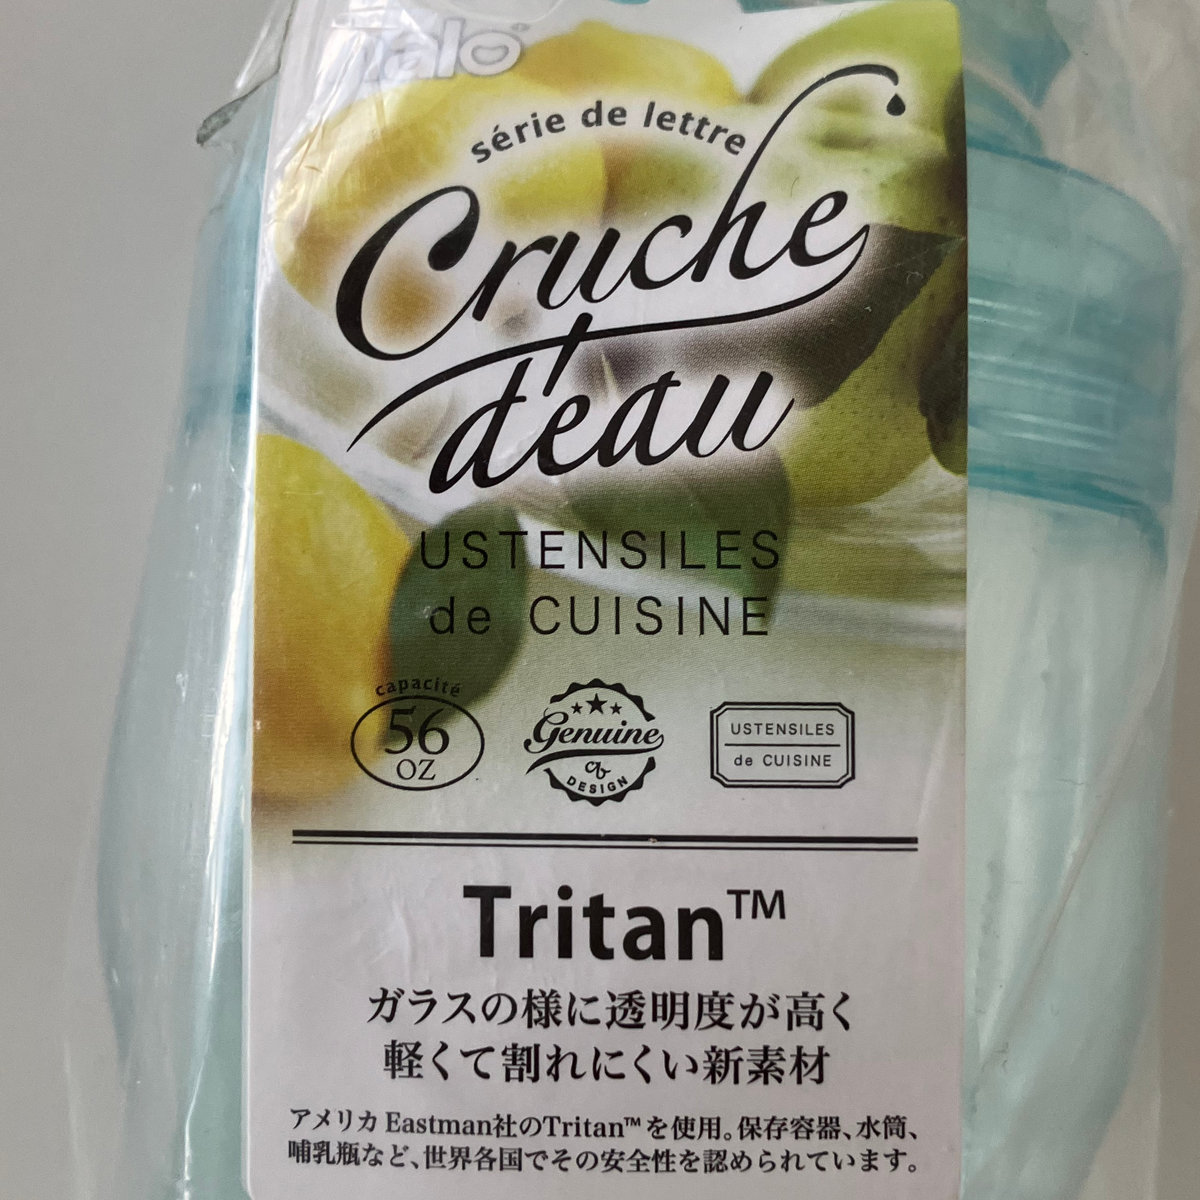 série de lettre
Cruche
d'eau
USTENSILES
de CUISINE
capacité
56
OZ
Genuine
DESIGN
USTENSILES
de CUISINE
Tritan™
ガラスの様に透明度が高く
軽くて割れにくい新素材
アメリカ Eastman社のTritan™を使用。保存容器、水筒、
哺乳瓶など、世界各国でその安全性を認められています。